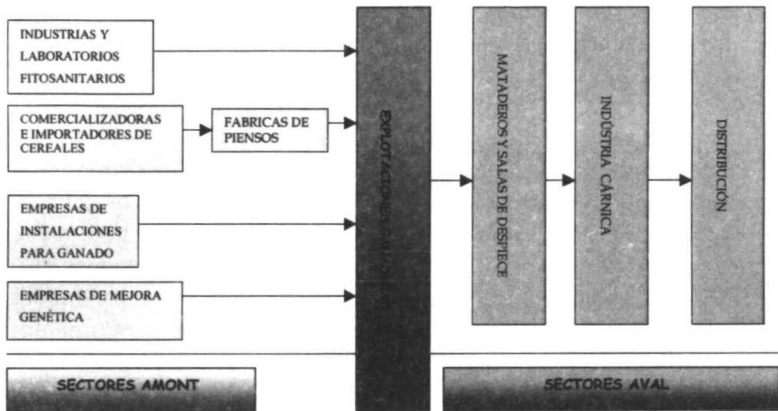 INDUSTRIAS Y
LABORATORIOS
FITOSANITARIOS
COMERCIALIZADORAS
E IMPORTADORES DE
CEREALES
FABRICAS DE
PIENSOS
EMPRESAS DE
INSTALACIONES
PARA GANADO
EMPRESAS DE MEJORA
GENÉTICA
EXPLOTACIONES
MATADEROS Y SALAS DE DESPIECE
INDÚSTRIA CÁRNICA
DISTRIBUCIÓN
SECTORES AMONT
SECTORES AVAL